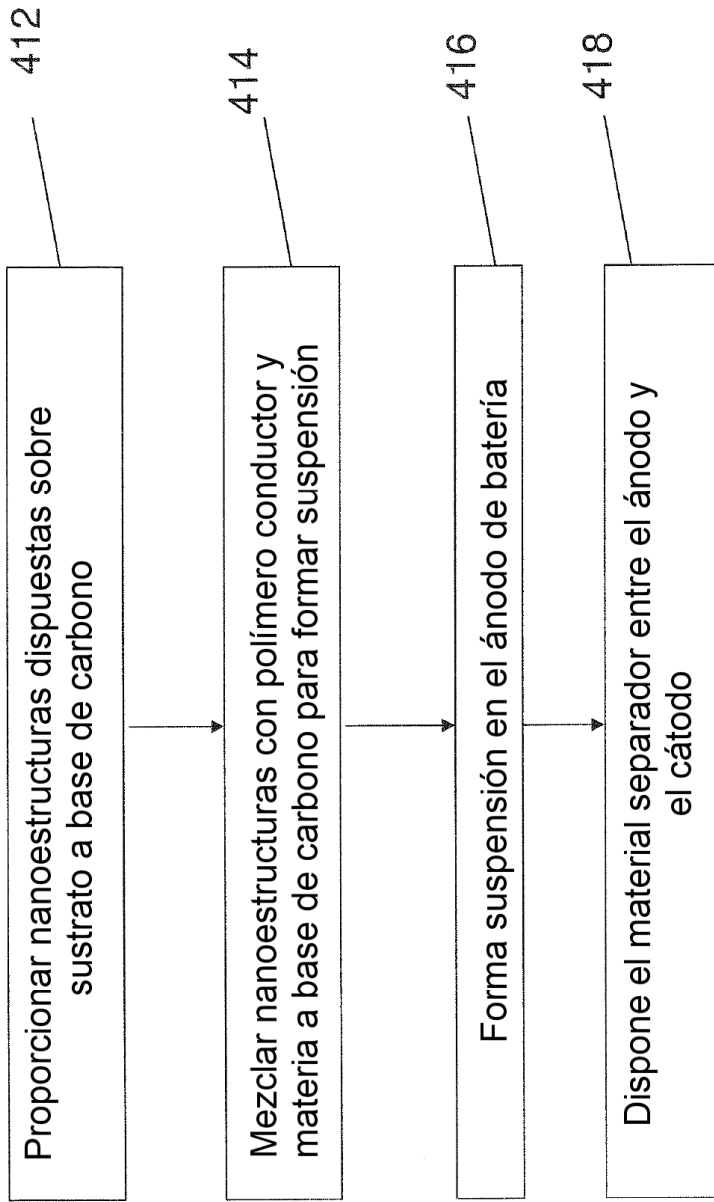 Proporcionar nanoestructuras dispuestas sobre
sustrato a base de carbono
412
Mezclar nanoestructuras con polímero conductor y
materia a base de carbono para formar suspensión
414
Forma suspensión en el ánodo de batería
416
Dispone el material separador entre el ánodo y
el cátodo
418